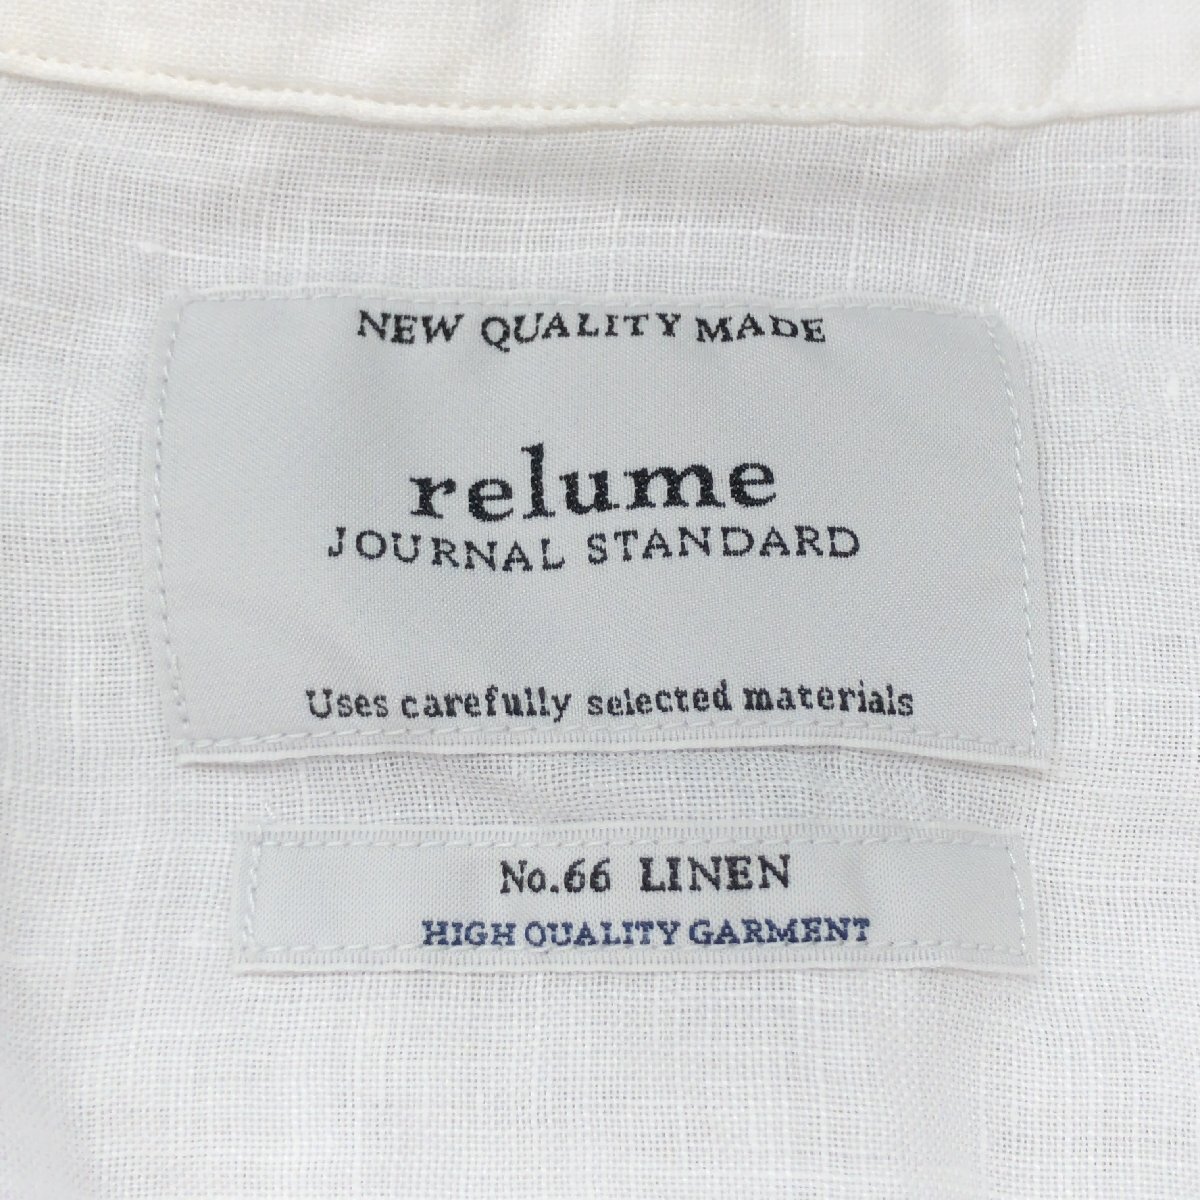 NEW QUALITY MADE
relume
JOURNAL STANDARD
Uses carefully selected materials
No.66 LINEN
HIGH QUALITY GARMENT